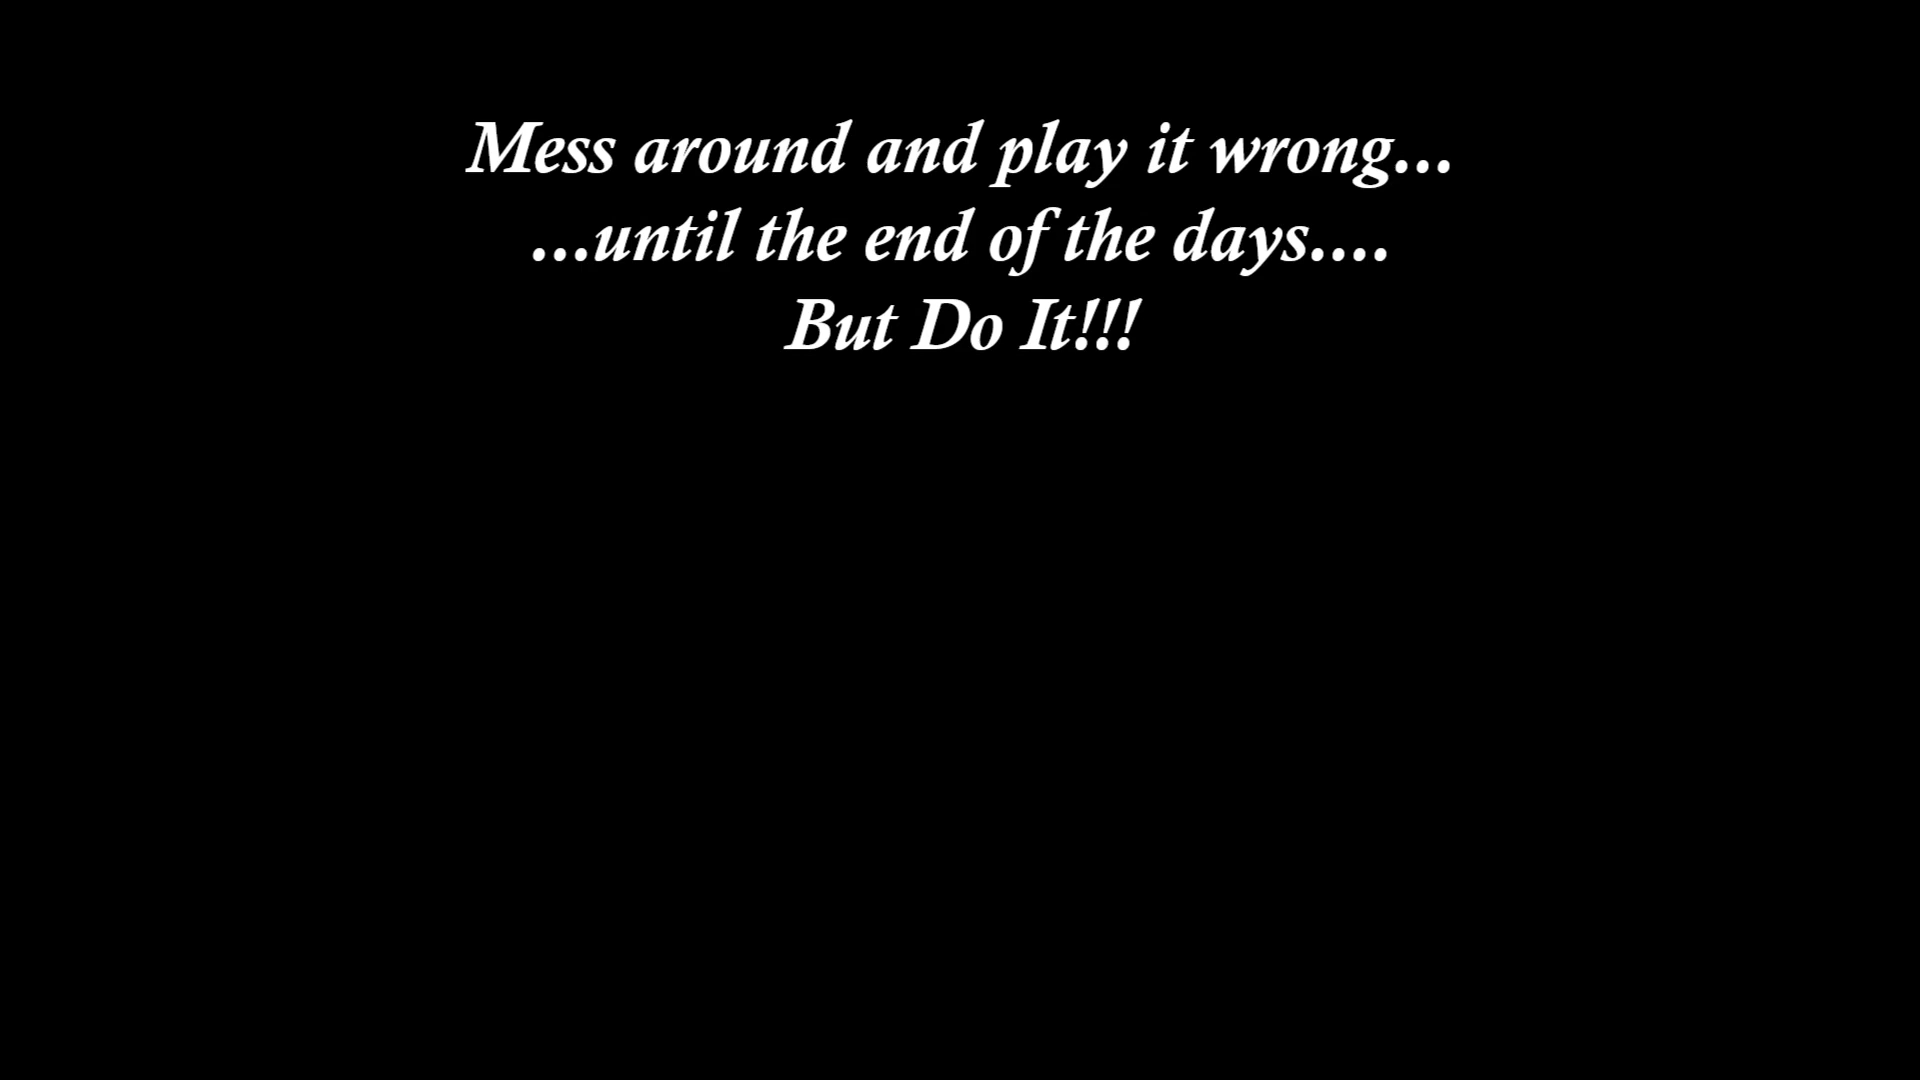 Mess around and play it wrong...
...until the end of the days....
But Do It!!!